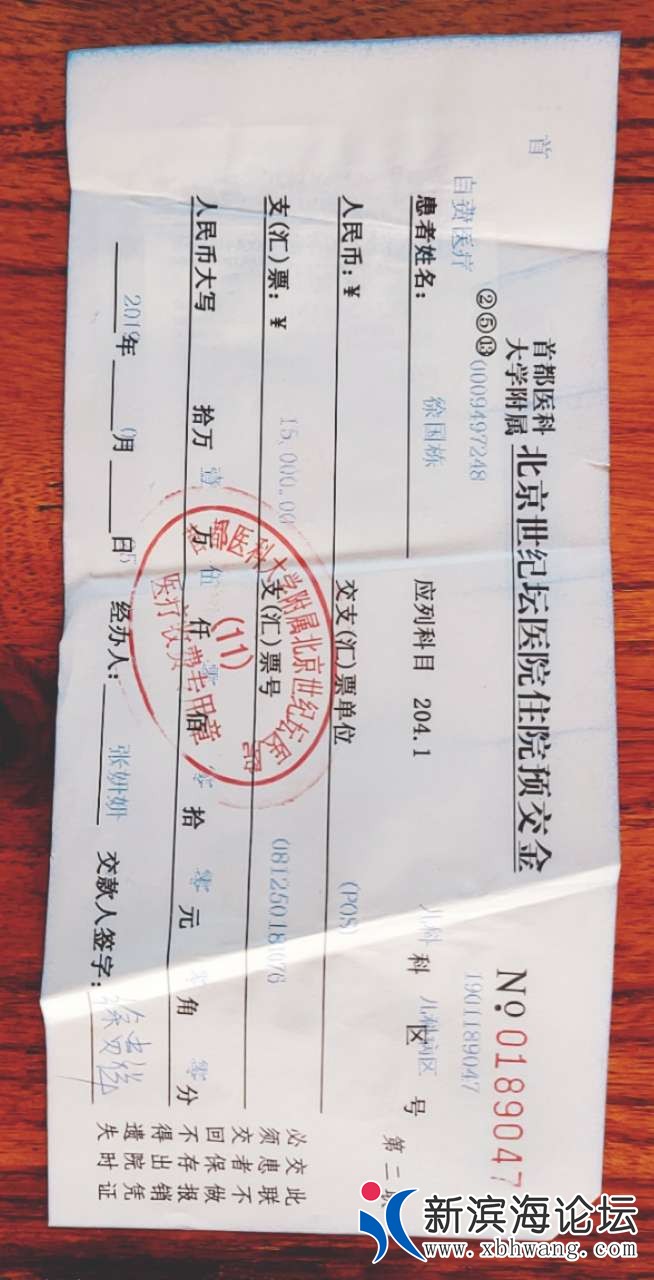 首都医科
大学附属 北京世纪坛医院住院预交金
No 0189047
②⑤⑬ 0009497248
1901189047
自费医疗
患者姓名: 徐国栋 应列科目 204.1 儿科 科 儿科病区 区 号
人民币:¥ 交支(汇)票单位 (POS)
支(汇)票:¥ 15,000.00 支(汇)票号 081250181076
人民币大写 拾万 壹 万 伍 仟 零 佰 零 拾 零 元 零 角 零 分
年 月 日 经办人: 张妍妍 交款人签字:
第二联
此联不做报销凭证
交患者保存出院时
必须交回不得遗失
首都医科大学附属北京世纪坛医院
(11)
医疗收费专用章
首
新滨海论坛
www.xbhwang.com